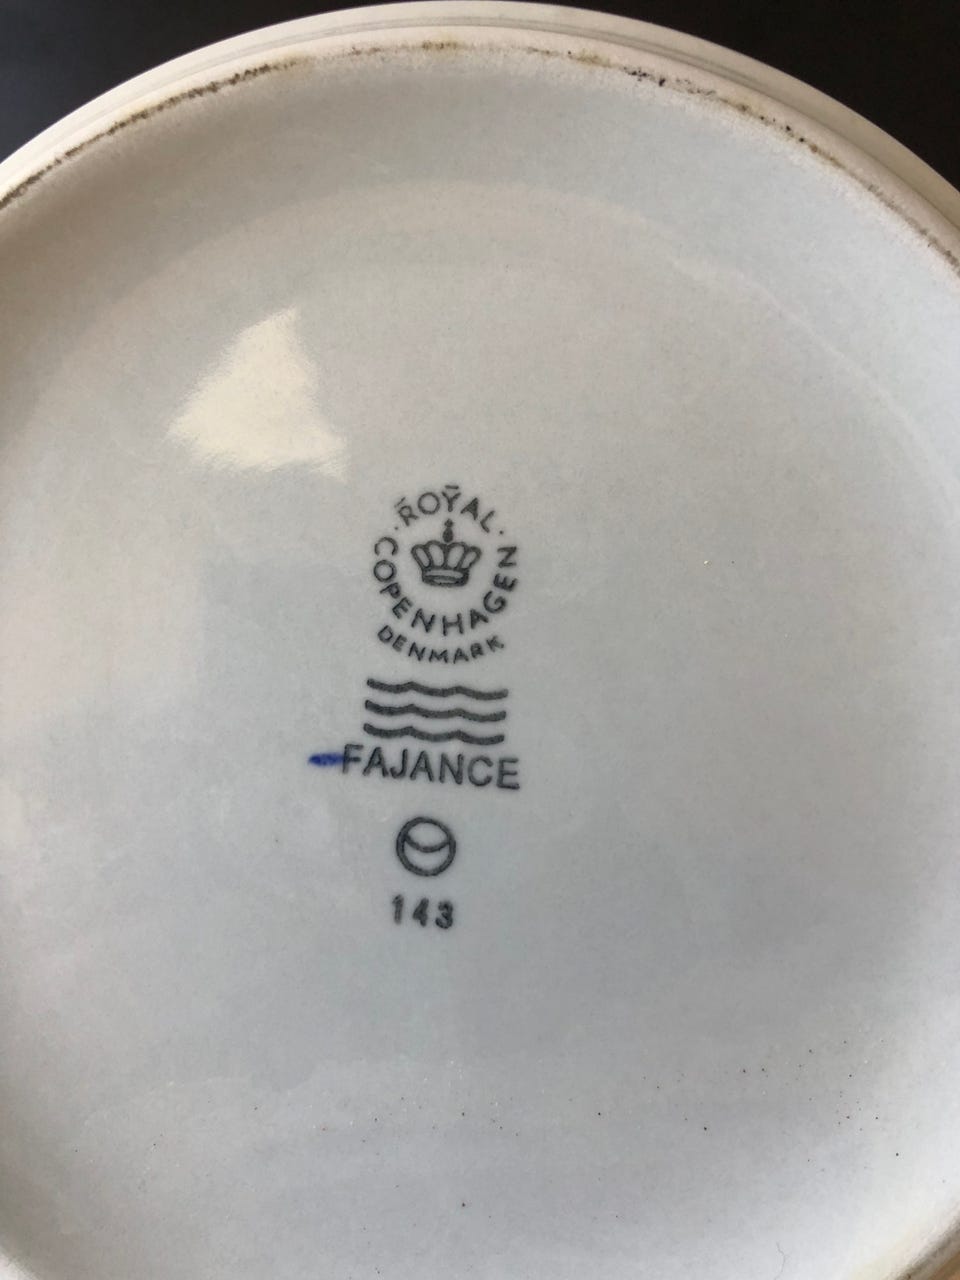 ROYAL
COPENHAGEN
DENMARK
FAJANCE
143